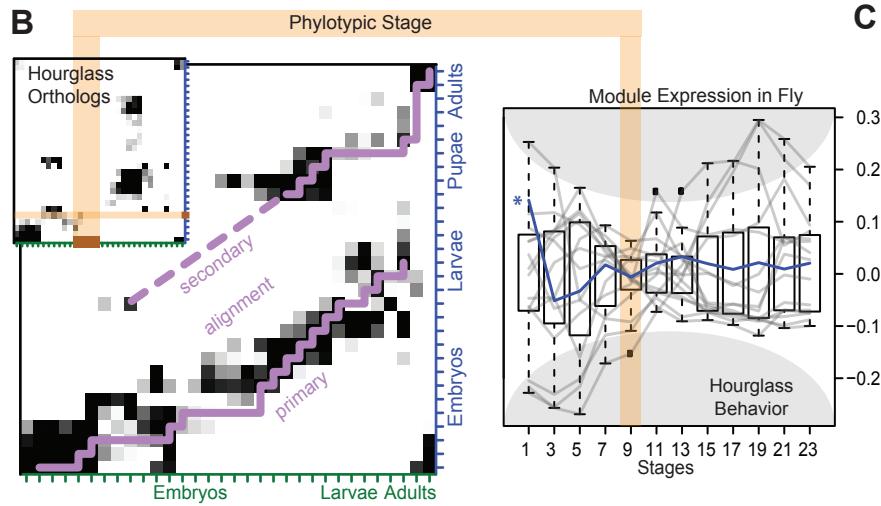 B
Phylotypic Stage
C
Hourglass
Orthologs
secondary
alignment
primary
Embryos
Larvae
Pupae
Adults
Embryos
Larvae Adults
Module Expression in Fly
*
0.3
0.2
0.1
0.0
−0.1
−0.2
Hourglass
Behavior
1 3 5 7 9 11 13 15 17 19 21 23
Stages